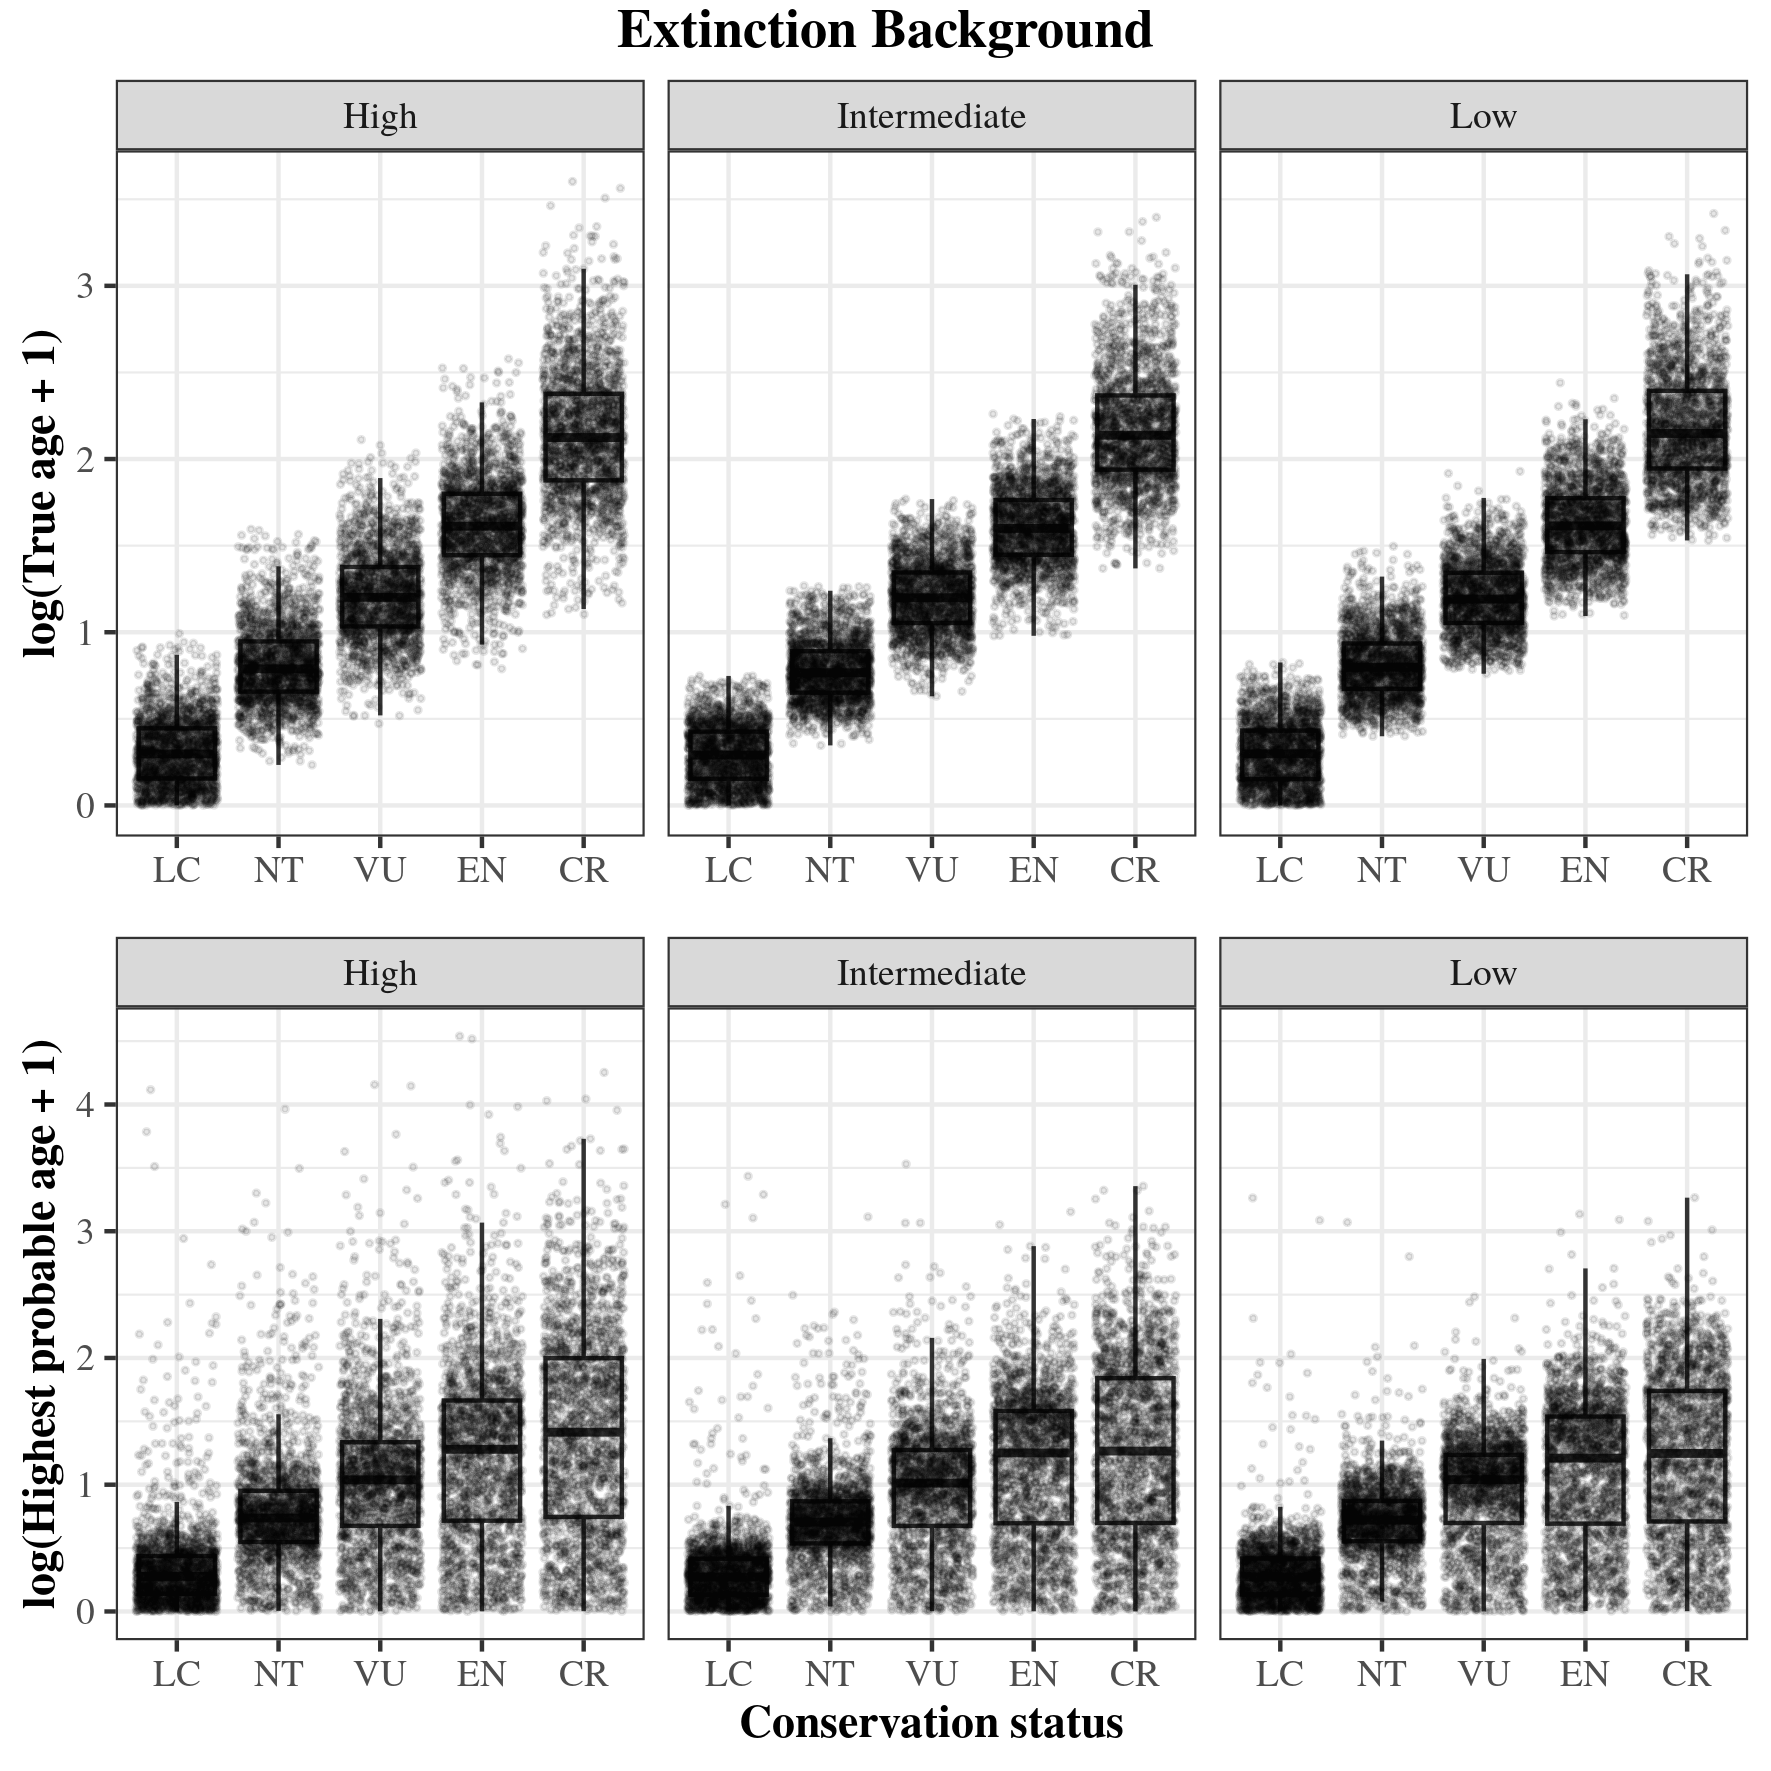 Extinction Background
High Intermediate Low
log(True age + 1)
3
2
1
0
LC NT VU EN CR LC NT VU EN CR LC NT VU EN CR
High Intermediate Low
log(Highest probable age + 1)
4
3
2
1
0
LC NT VU EN CR LC NT VU EN CR LC NT VU EN CR
Conservation status